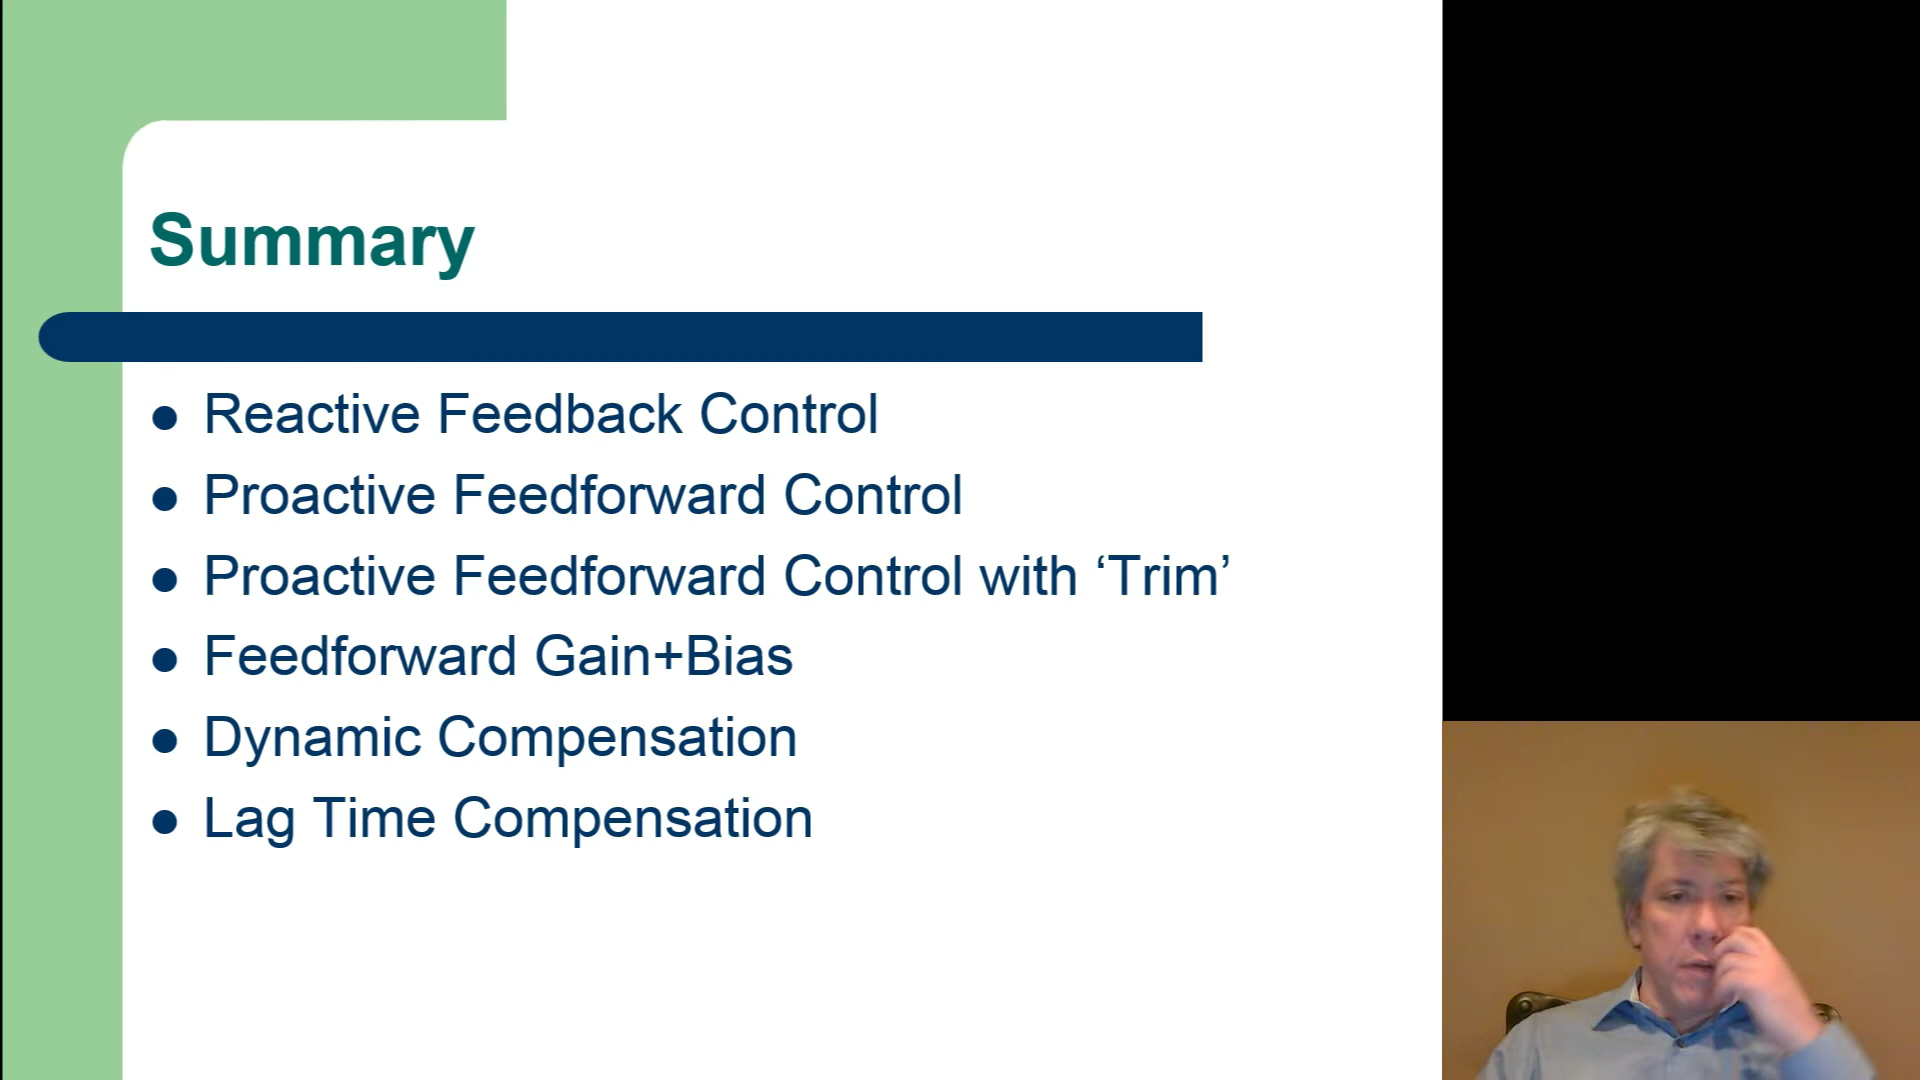 Summary
Reactive Feedback Control
Proactive Feedforward Control
Proactive Feedforward Control with ‘Trim’
Feedforward Gain+Bias
Dynamic Compensation
Lag Time Compensation